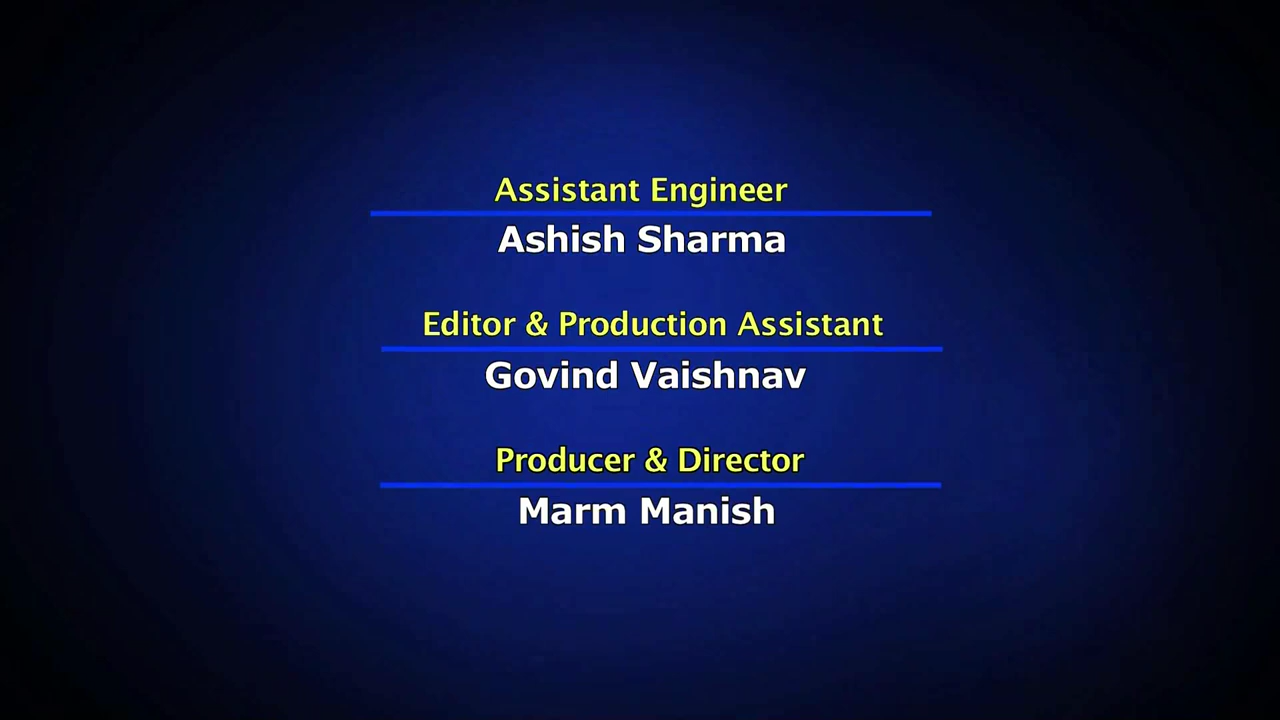 Assistant Engineer
Ashish Sharma
Editor & Production Assistant
Govind Vaishnav
Producer & Director
Marm Manish